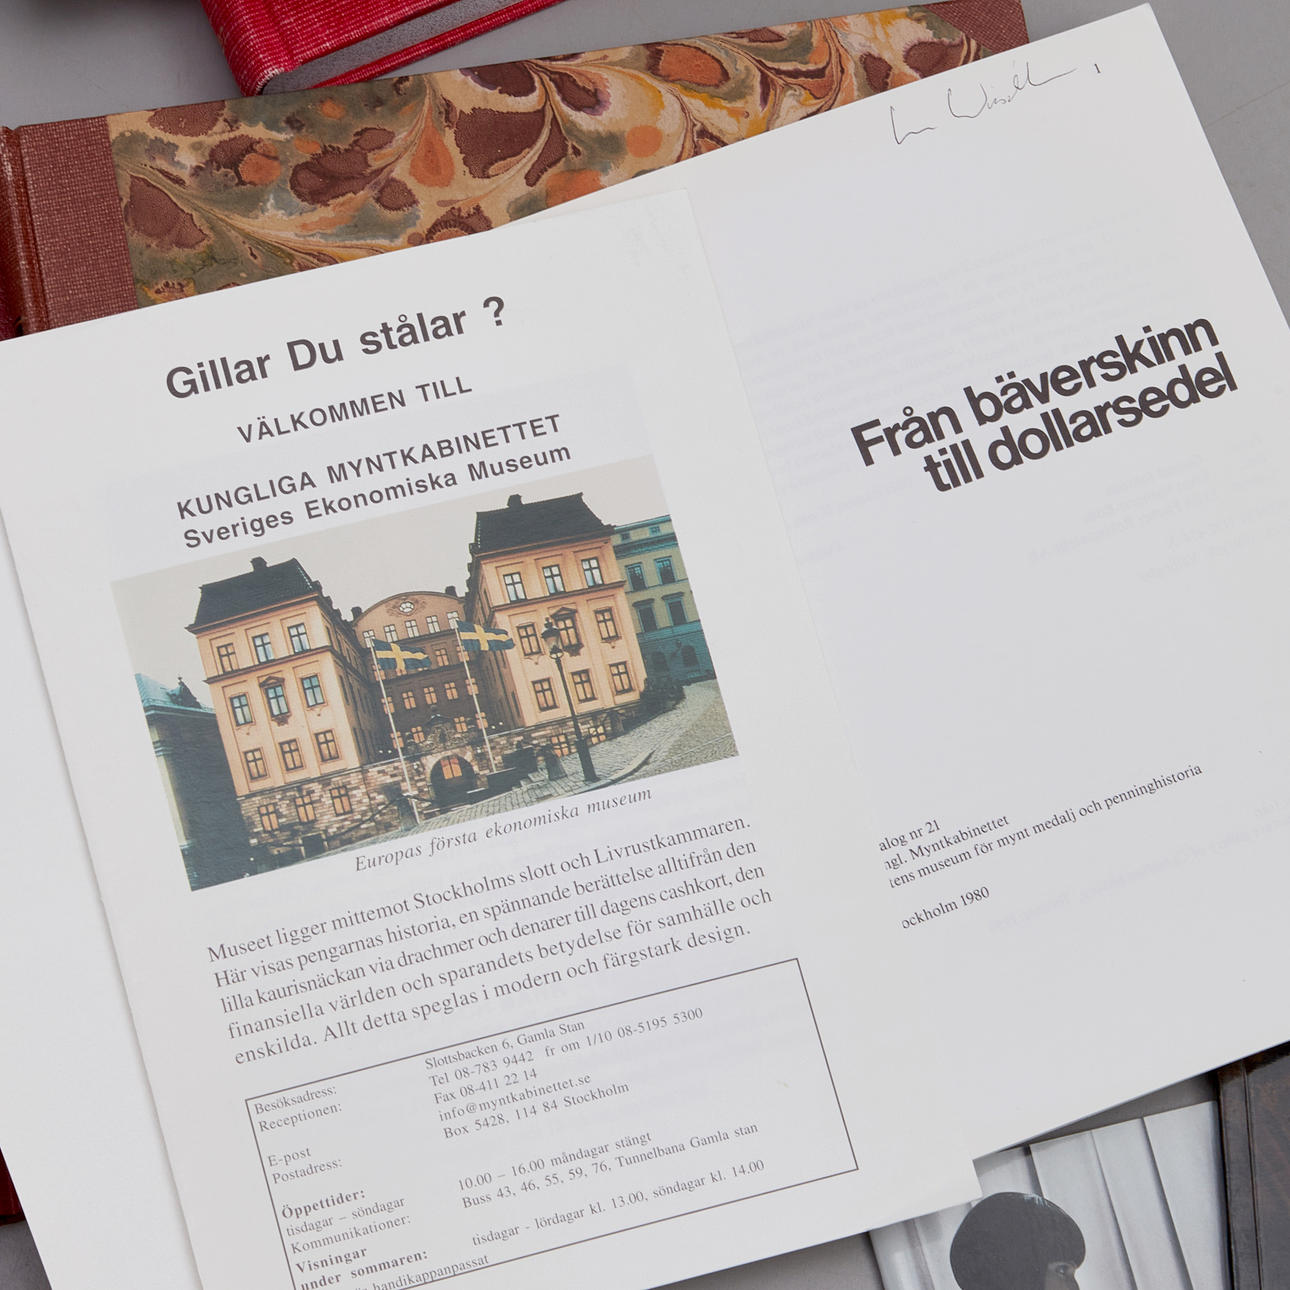 Gillar Du stålar ?
VÄLKOMMEN TILL
KUNGLIGA MYNTKABINETTET
Sveriges Ekonomiska Museum
Europas första ekonomiska museum
Museet ligger mittemot Stockholms slott och Livrustkammaren.
Här visas pengarnas historia, en spännande berättelse alltifrån den
lilla kaurisnäckan via drachmer och denarer till dagens cashkort, den
finansiella världen och sparandets betydelse för samhälle och
enskilda. Allt detta speglas i modern och färgstark design.
Besöksadress: Slottsbacken 6, Gamla Stan
Receptionen: Tel 08-783 9442 fr om 1/10 08-5195 5300
Fax 08-411 22 14
E-post info@myntkabinettet.se
Postadress: Box 5428, 114 84 Stockholm
Öppettider:
tisdagar – söndagar 10.00 – 16.00 måndagar stängt
Kommunikationer: Buss 43, 46, 55, 59, 76, Tunnelbana Gamla stan
Visningar
under sommaren: tisdagar - lördagar kl. 13.00, söndagar kl. 14.00
handikappanpassat
1
Från bäverskinn
till dollarsedel
alog nr 21
ngl. Myntkabinettet
tens museum för mynt medalj och penninghistoria
ockholm 1980